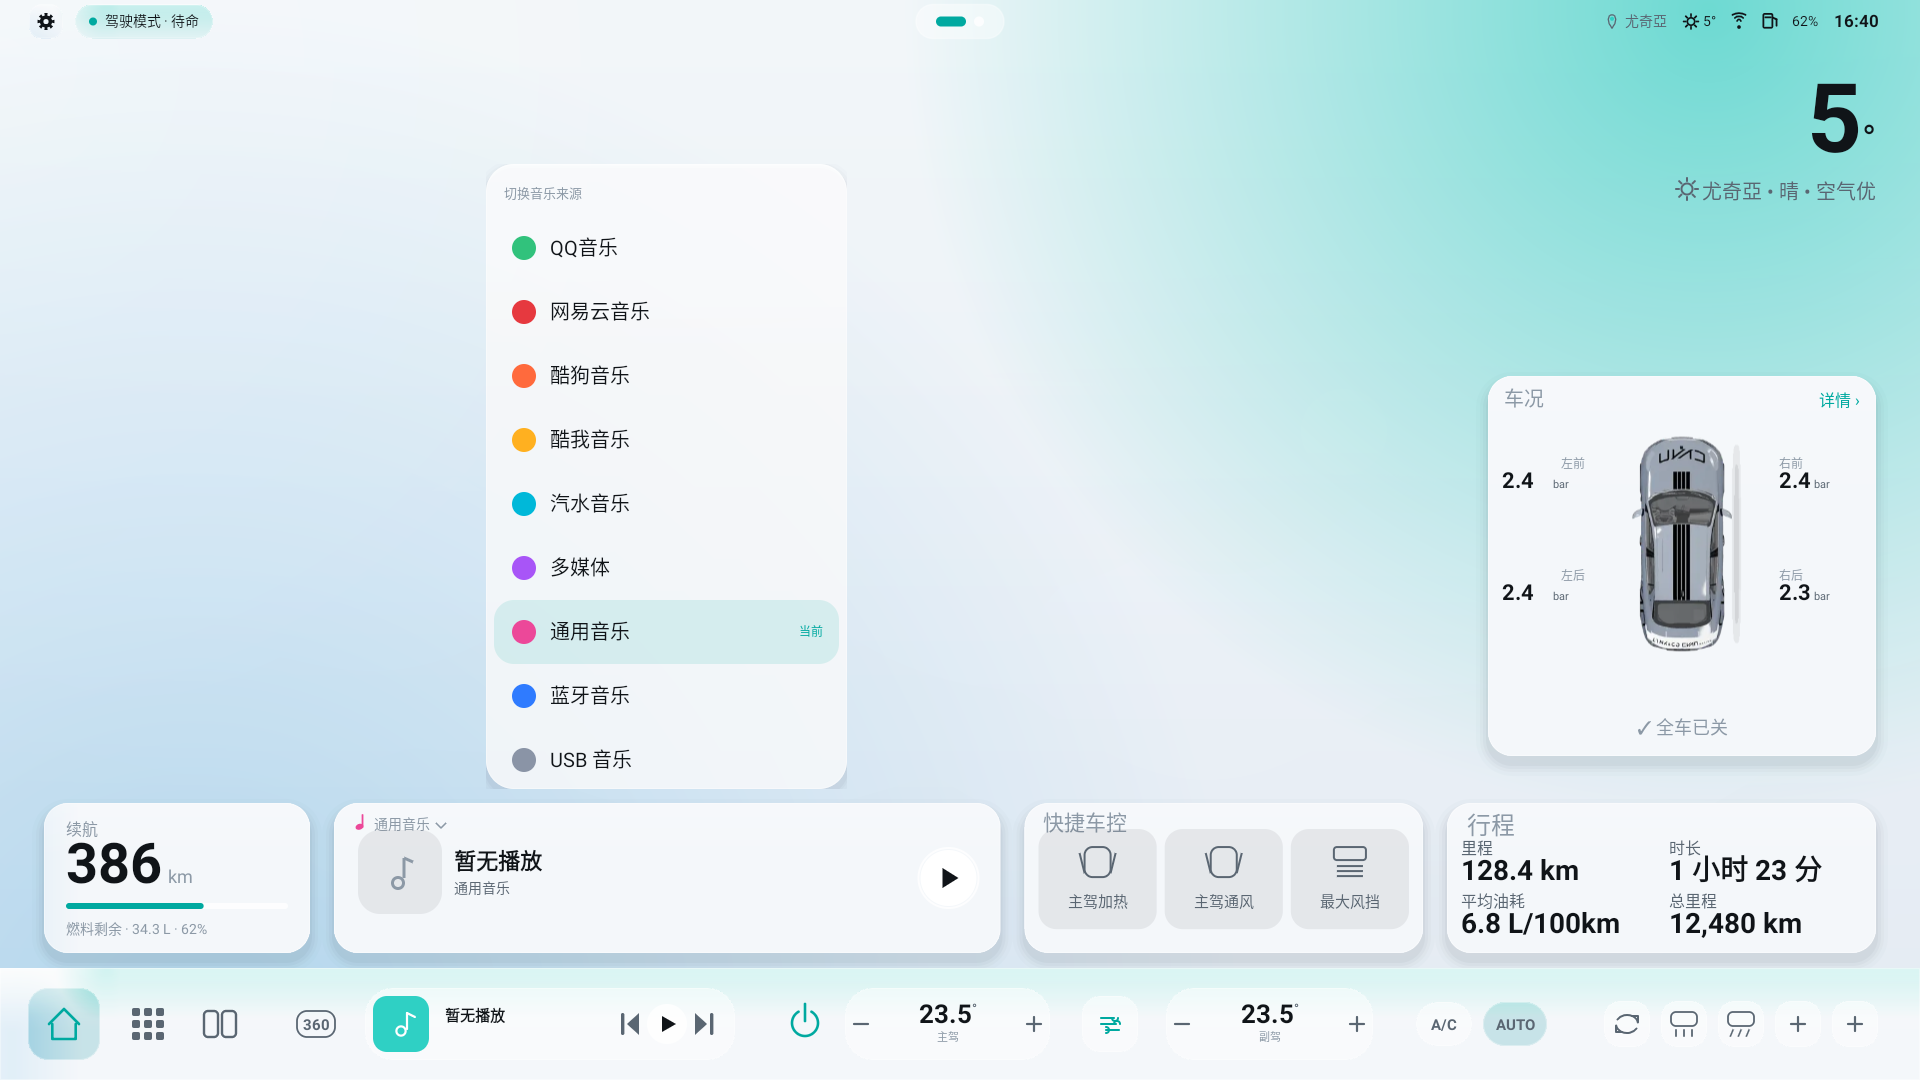 驾驶模式 · 待命
尤奇亞 5° 62% 16:40
5°
尤奇亞 • 晴 • 空气优
切换音乐来源
QQ音乐
网易云音乐
酷狗音乐
酷我音乐
汽水音乐
多媒体
通用音乐 当前
蓝牙音乐
USB 音乐
车况 详情 ›
左前
2.4 bar
右前
2.4 bar
左后
2.4 bar
右后
2.3 bar
✓ 全车已关
续航
386 km
燃料剩余 · 34.3 L · 62%
通用音乐
暂无播放
通用音乐
快捷车控
主驾加热
主驾通风
最大风挡
行程
里程
128.4 km
时长
1 小时 23 分
平均油耗
6.8 L/100km
总里程
12,480 km
360
暂无播放
23.5°
主驾
23.5°
副驾
A/C
AUTO